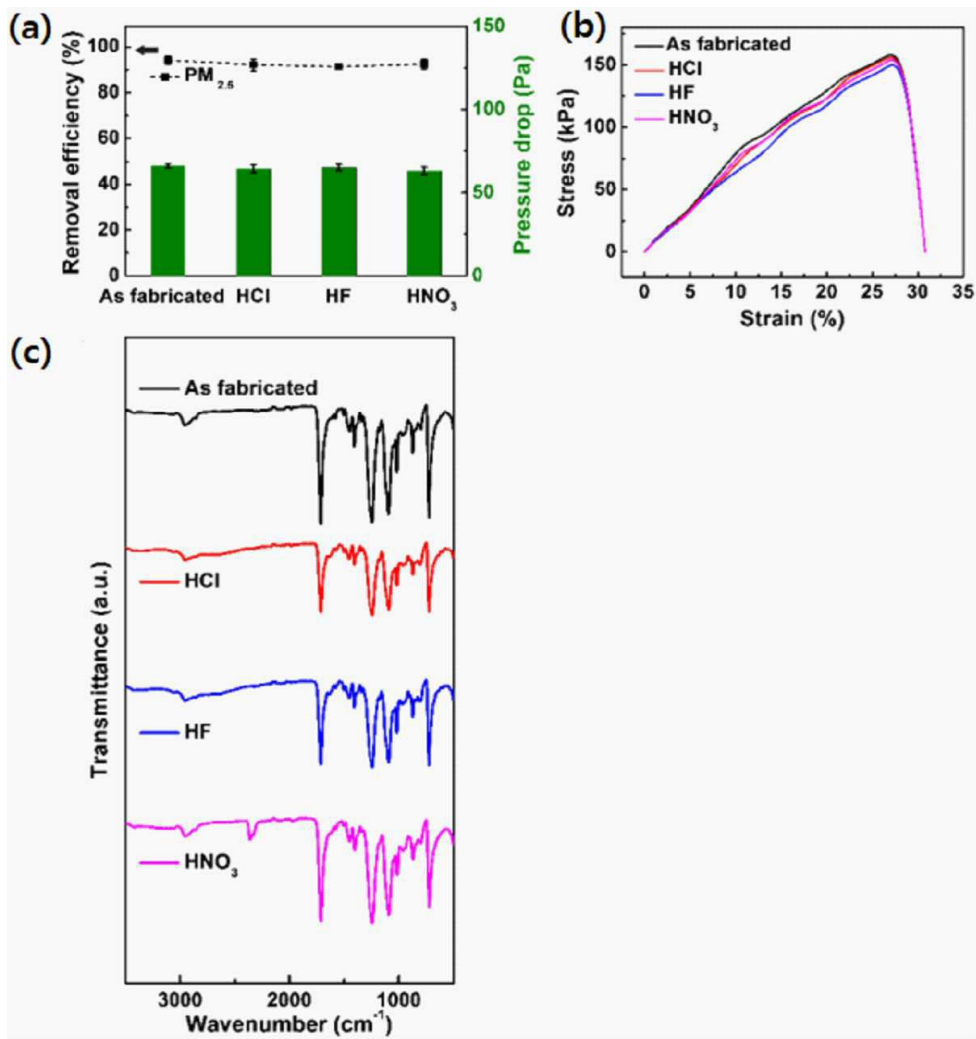 (a)
Removal efficiency (%)
100
80
60
40
20
0
PM2.5
150
100
50
0
Pressure drop (Pa)
As fabricated HCl HF HNO3
(b)
Stress (kPa)
150
100
50
0
As fabricated
HCl
HF
HNO3
0 5 10 15 20 25 30 35
Strain (%)
(c)
Transmittance (a.u.)
As fabricated
HCl
HF
HNO3
3000 2000 1000
Wavenumber (cm-1)